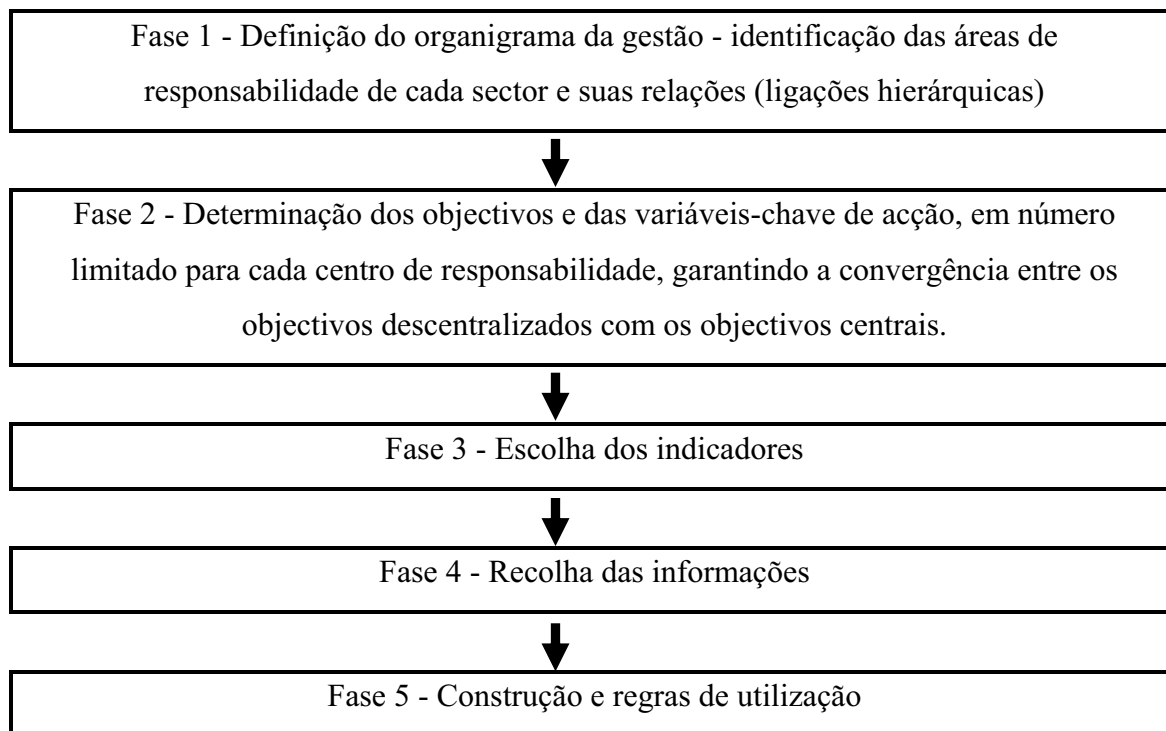 Fase 1 - Definição do organigrama da gestão - identificação das áreas de
responsabilidade de cada sector e suas relações (ligações hierárquicas)
Fase 2 - Determinação dos objectivos e das variáveis-chave de acção, em número
limitado para cada centro de responsabilidade, garantindo a convergência entre os
objectivos descentralizados com os objectivos centrais.
Fase 3 - Escolha dos indicadores
Fase 4 - Recolha das informações
Fase 5 - Construção e regras de utilização